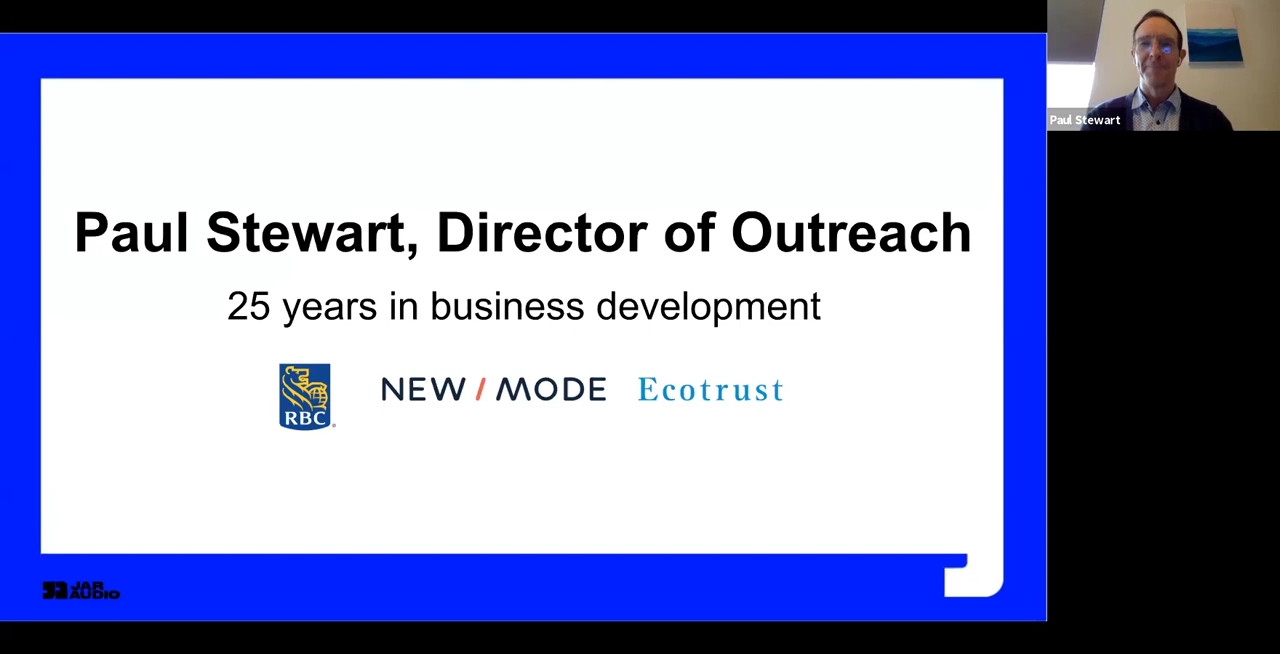 Paul Stewart, Director of Outreach
25 years in business development
RBC
NEW / MODE
Ecotrust
JAR
AUDIO
Paul Stewart